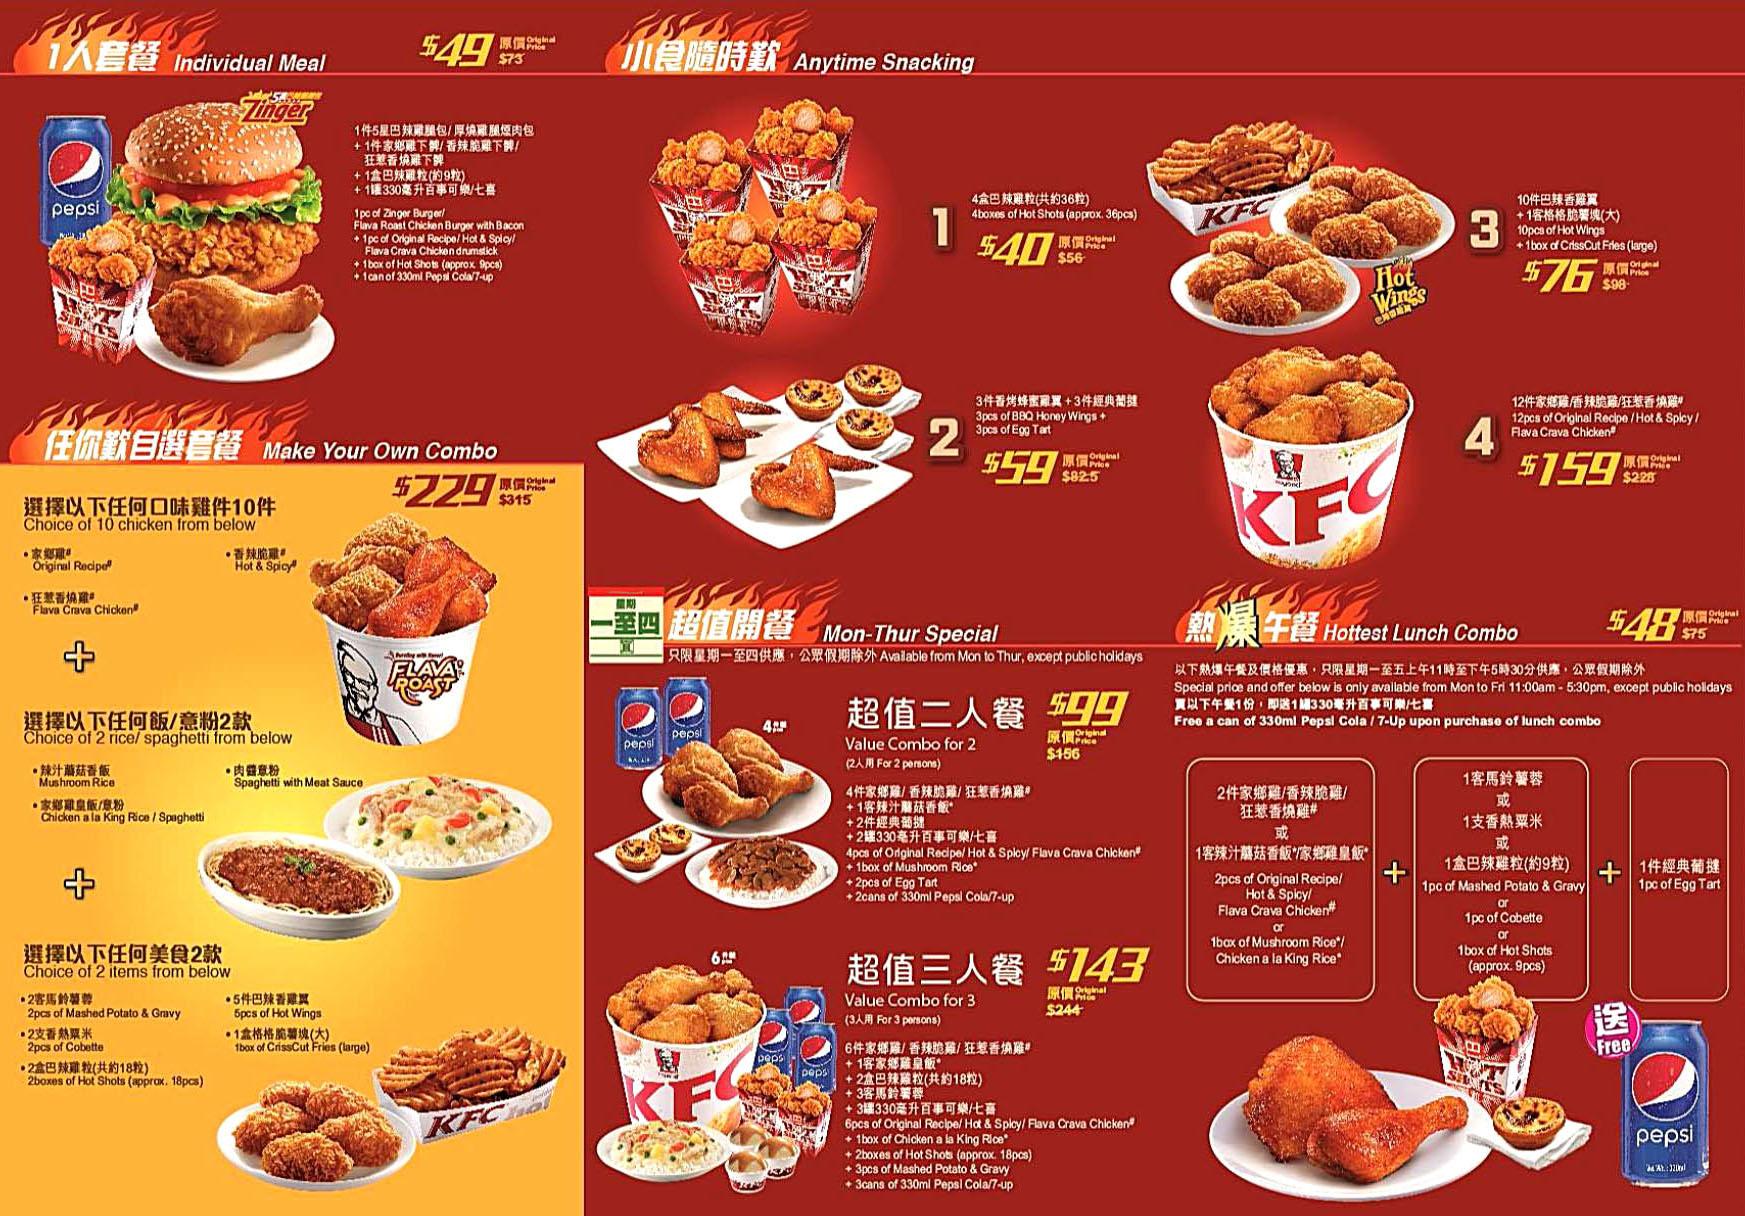 1人套餐 Individual Meal
$49 原價 Original Price $73
5星巴辣雞腿包
Zinger
pepsi
1件5星巴辣雞腿包/ 厚燒雞腿煙肉包
+ 1件家鄉雞下髀/ 香辣脆雞下髀/
狂惹香燒雞下髀
+ 1盒巴辣雞粒(約9粒)
+ 1罐330毫升百事可樂/七喜
1pc of Zinger Burger/
Flava Roast Chicken Burger with Bacon
+ 1pc of Original Recipe/ Hot & Spicy/
Flava Crava Chicken drumstick
+ 1box of Hot Shots (approx. 9pcs)
+ 1can of 330ml Pepsi Cola/7-up
小食隨時歎 Anytime Snacking
1
4盒巴辣雞粒(共約36粒)
4boxes of Hot Shots (approx. 36pcs)
$40 原價 Original Price $56
2
3件香烤蜂蜜雞翼 + 3件經典葡撻
3pcs of BBQ Honey Wings +
3pcs of Egg Tart
$59 原價 Original Price $82.5
KFC
Hot Wings
3
10件巴辣香雞翼
+ 1客格格脆薯塊(大)
10pcs of Hot Wings
+ 1box of CrissCut Fries (large)
$76 原價 Original Price $98
KFC
4
12件家鄉雞/香辣脆雞/狂惹香燒雞#
12pcs of Original Recipe / Hot & Spicy /
Flava Crava Chicken#
$159 原價 Original Price $228
任你歎自選套餐 Make Your Own Combo
$229 原價 Original Price $315
選擇以下任何口味雞件10件
Choice of 10 chicken from below
• 家鄉雞#
Original Recipe#
• 香辣脆雞#
Hot & Spicy#
• 狂惹香燒雞#
Flava Crava Chicken#
+
KFC
FLAVA ROAST
選擇以下任何飯/意粉2款
Choice of 2 rice/ spaghetti from below
• 辣汁蘑菇香飯
Mushroom Rice
• 肉醬意粉
Spaghetti with Meat Sauce
• 家鄉雞皇飯/意粉
Chicken a la King Rice / Spaghetti
+
選擇以下任何美食2款
Choice of 2 items from below
• 2客馬鈴薯蓉
2pcs of Mashed Potato & Gravy
• 5件巴辣香雞翼
5pcs of Hot Wings
• 2支香熱粟米
2pcs of Cobette
• 1盒格格脆薯塊(大)
1box of CrissCut Fries (large)
• 2盒巴辣雞粒(共約18粒)
2boxes of Hot Shots (approx. 18pcs)
KFC
星期
一至四
宜
超值開餐 Mon-Thur Special
只限星期一至四供應，公眾假期除外 Available from Mon to Thur, except public holidays
pepsi
pepsi
超值二人餐
Value Combo for 2
(2人用 For 2 persons)
$99
原價 Original Price
$156
4件家鄉雞/ 香辣脆雞/ 狂惹香燒雞#
+ 1客辣汁蘑菇香飯*
+ 2件經典葡撻
+ 2罐330毫升百事可樂/七喜
4pcs of Original Recipe/ Hot & Spicy/ Flava Crava Chicken#
+ 1box of Mushroom Rice*
+ 2pcs of Egg Tart
+ 2cans of 330ml Pepsi Cola/7-up
KFC
pepsi
超值三人餐
Value Combo for 3
(3人用 For 3 persons)
$143
原價 Original Price
$244
6件家鄉雞/ 香辣脆雞/ 狂惹香燒雞#
+ 1客家鄉雞皇飯*
+ 2盒巴辣雞粒(共約18粒)
+ 3客馬鈴薯蓉
+ 3罐330毫升百事可樂/七喜
6pcs of Original Recipe/ Hot & Spicy/ Flava Crava Chicken#
+ 1box of Chicken a la King Rice*
+ 2boxes of Hot Shots (approx. 18pcs)
+ 3pcs of Mashed Potato & Gravy
+ 3cans of 330ml Pepsi Cola/7-up
熱爆午餐 Hottest Lunch Combo
$48 原價 Original Price $75
以下熱爆午餐及價格優惠，只限星期一至五上午11時至下午5時30分供應，公眾假期除外
Special price and offer below is only available from Mon to Fri 11:00am - 5:30pm, except public holidays
買以下午餐1份，即送1罐330毫升百事可樂/七喜
Free a can of 330ml Pepsi Cola / 7-Up upon purchase of lunch combo
2件家鄉雞/香辣脆雞/
狂惹香燒雞#
或
1客辣汁蘑菇香飯*/家鄉雞皇飯*
2pcs of Original Recipe/
Hot & Spicy/
Flava Crava Chicken#
or
1box of Mushroom Rice*/
Chicken a la King Rice*
+
1客馬鈴薯蓉
或
1支香熱粟米
或
1盒巴辣雞粒(約9粒)
1pc of Mashed Potato & Gravy
or
1pc of Cobette
or
1box of Hot Shots
(approx. 9pcs)
+
1件經典葡撻
1pc of Egg Tart
送
Free
pepsi